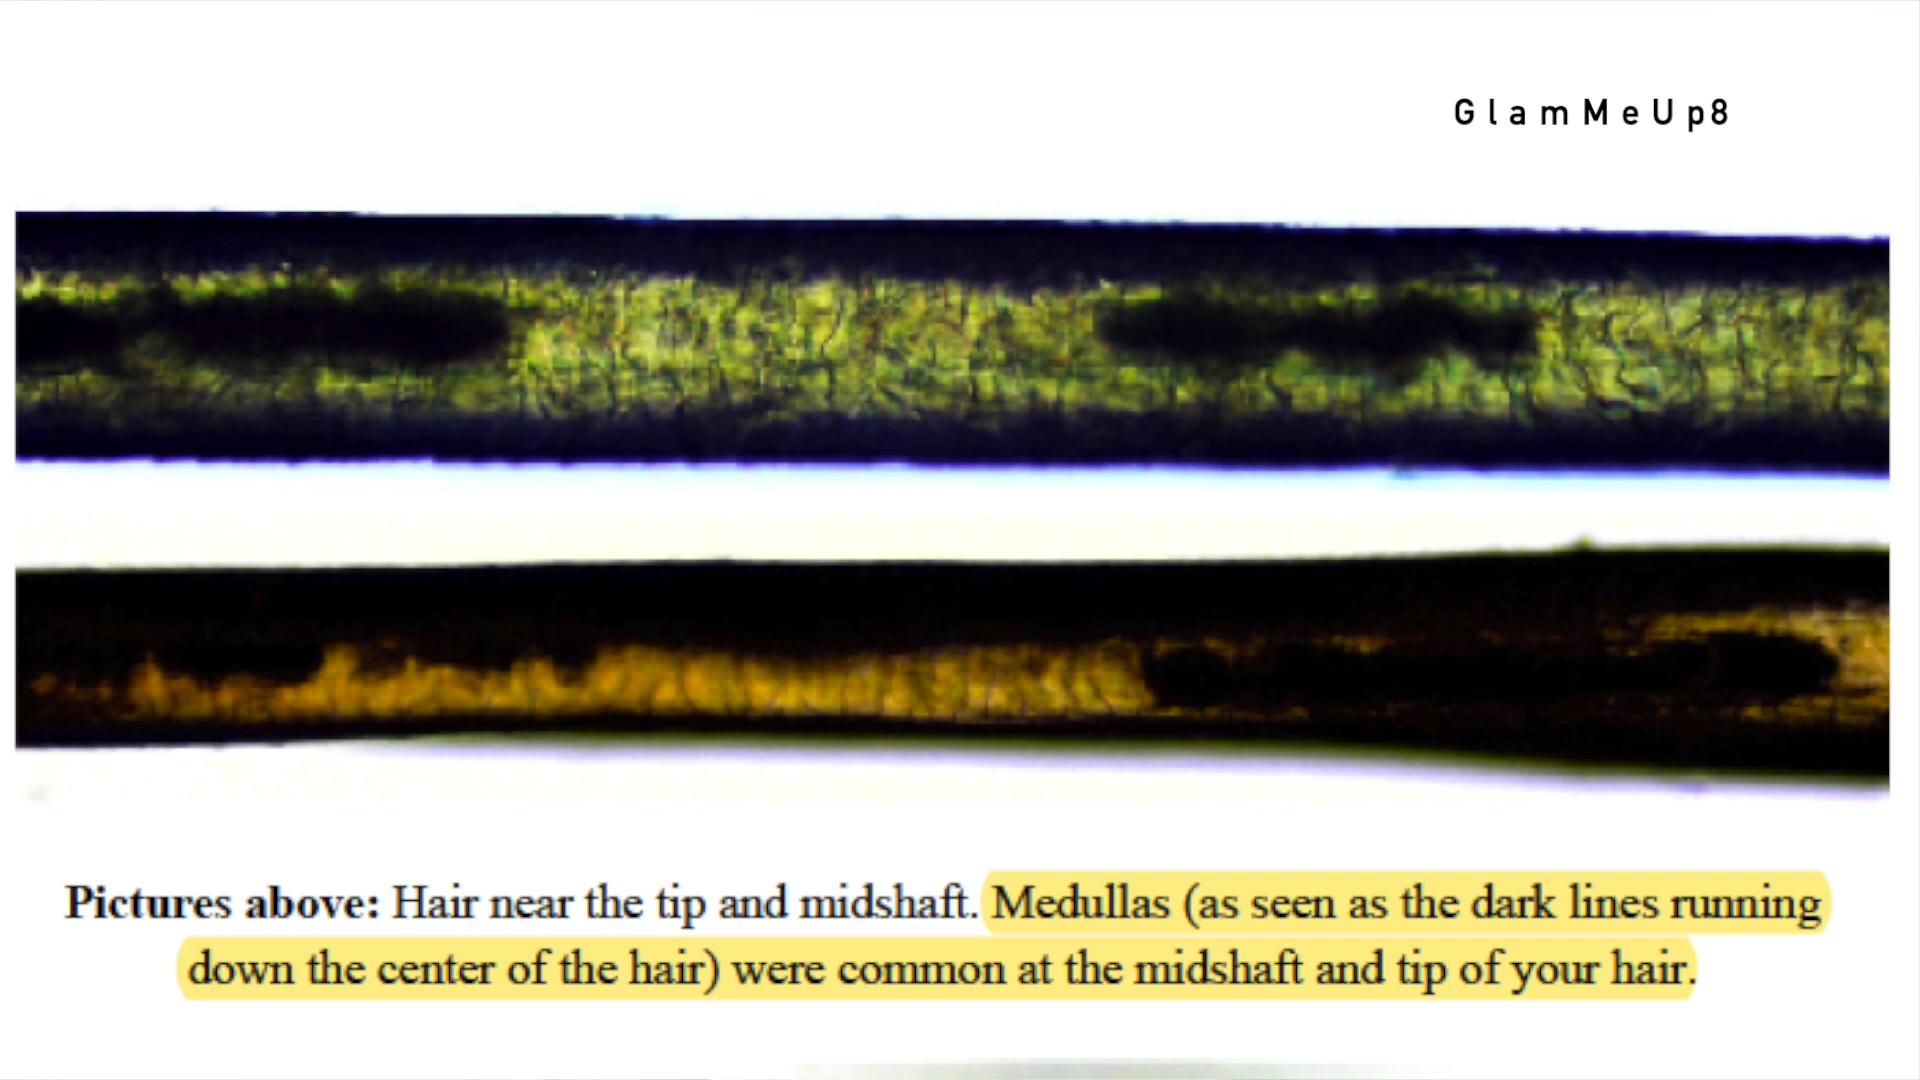 GlamMeUp8
Pictures above: Hair near the tip and midshaft. Medullas (as seen as the dark lines running
down the center of the hair) were common at the midshaft and tip of your hair.